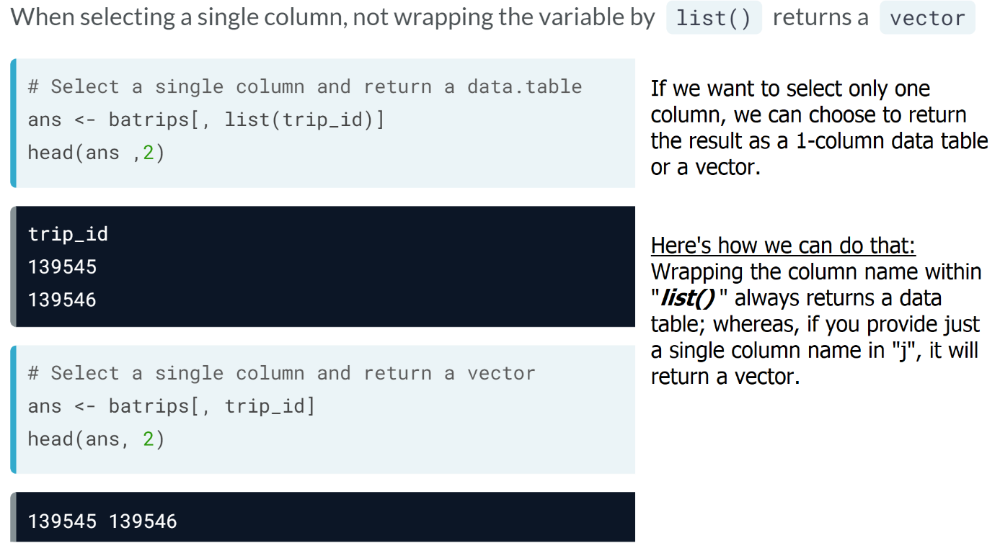 When selecting a single column, not wrapping the variable by list() returns a vector
# Select a single column and return a data.table
ans <- batrips[, list(trip_id)]
head(ans ,2)
trip_id
139545
139546
# Select a single column and return a vector
ans <- batrips[, trip_id]
head(ans, 2)
139545 139546
If we want to select only one
column, we can choose to return
the result as a 1-column data table
or a vector.
Here's how we can do that:
Wrapping the column name within
"list() " always returns a data
table; whereas, if you provide just
a single column name in "j", it will
return a vector.